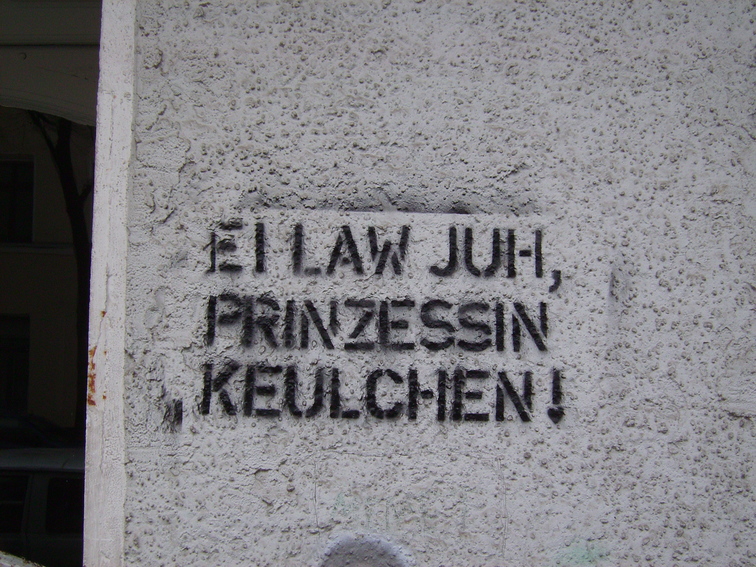 EI LAW JUH,
PRINZESSIN
KEULCHEN!